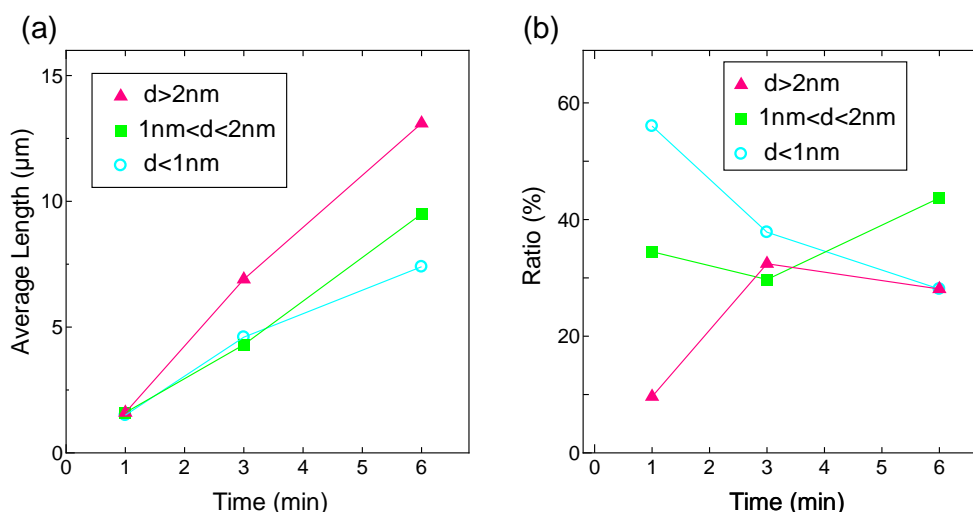 (a)
15
10
5
0
0 1 2 3 4 5 6
Average Length (μm)
Time (min)
d>2nm
1nm<d<2nm
d<1nm
(b)
60
40
20
0
0 1 2 3 4 5 6
Ratio (%)
Time (min)
d>2nm
1nm<d<2nm
d<1nm